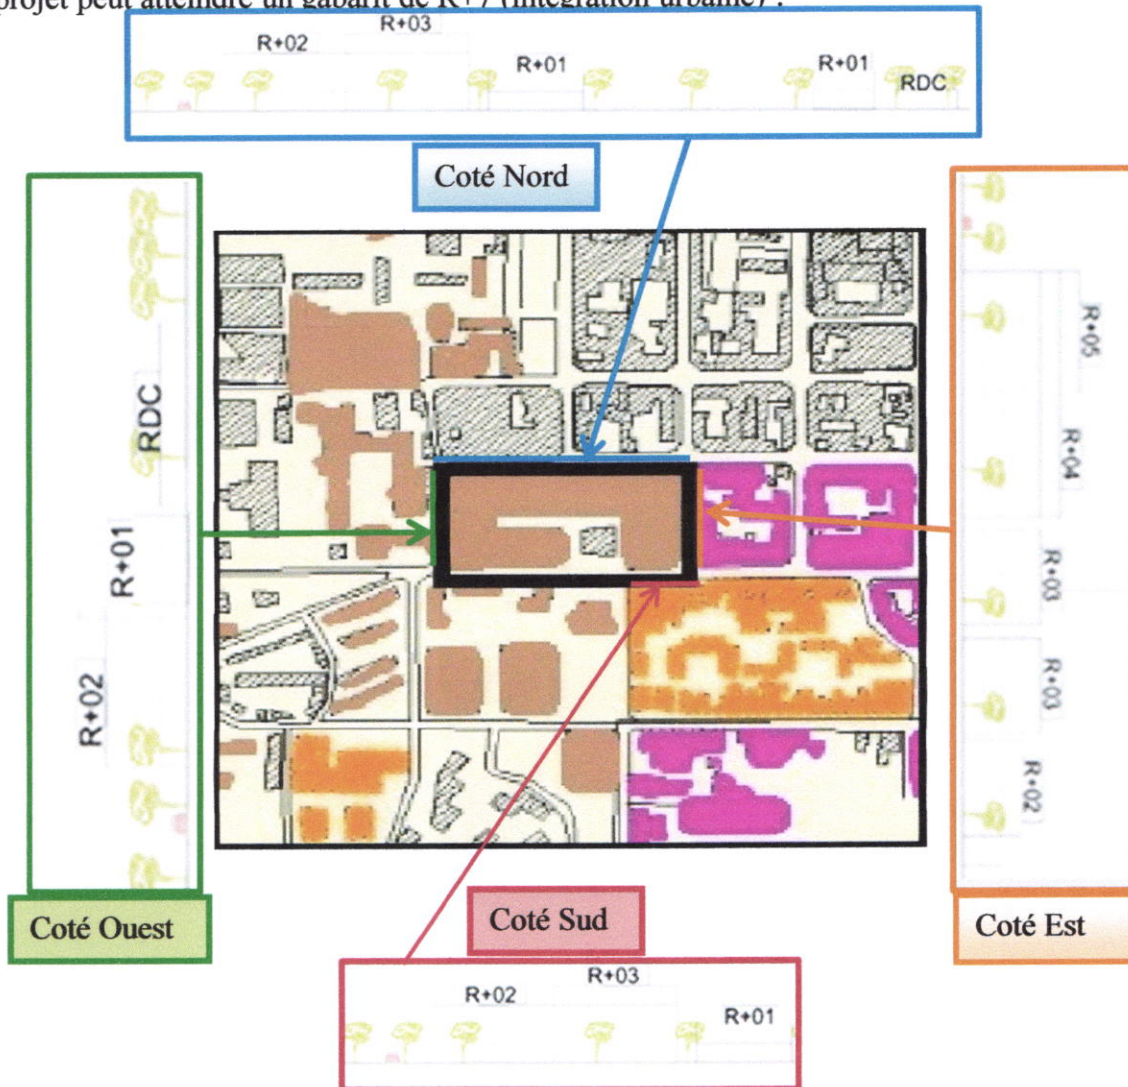 projet peut atteindre un gabarit de R+7 (intégration urbaine) :
R+03
R+02
R+01
R+01
RDC
Coté Nord
RDC
R+01
R+02
R+05
R+04
R+03
R+03
R+02
Coté Ouest
Coté Sud
Coté Est
R+03
R+02
R+01